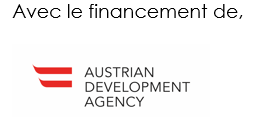 Avec le financement de,
AUSTRIAN
DEVELOPMENT
AGENCY